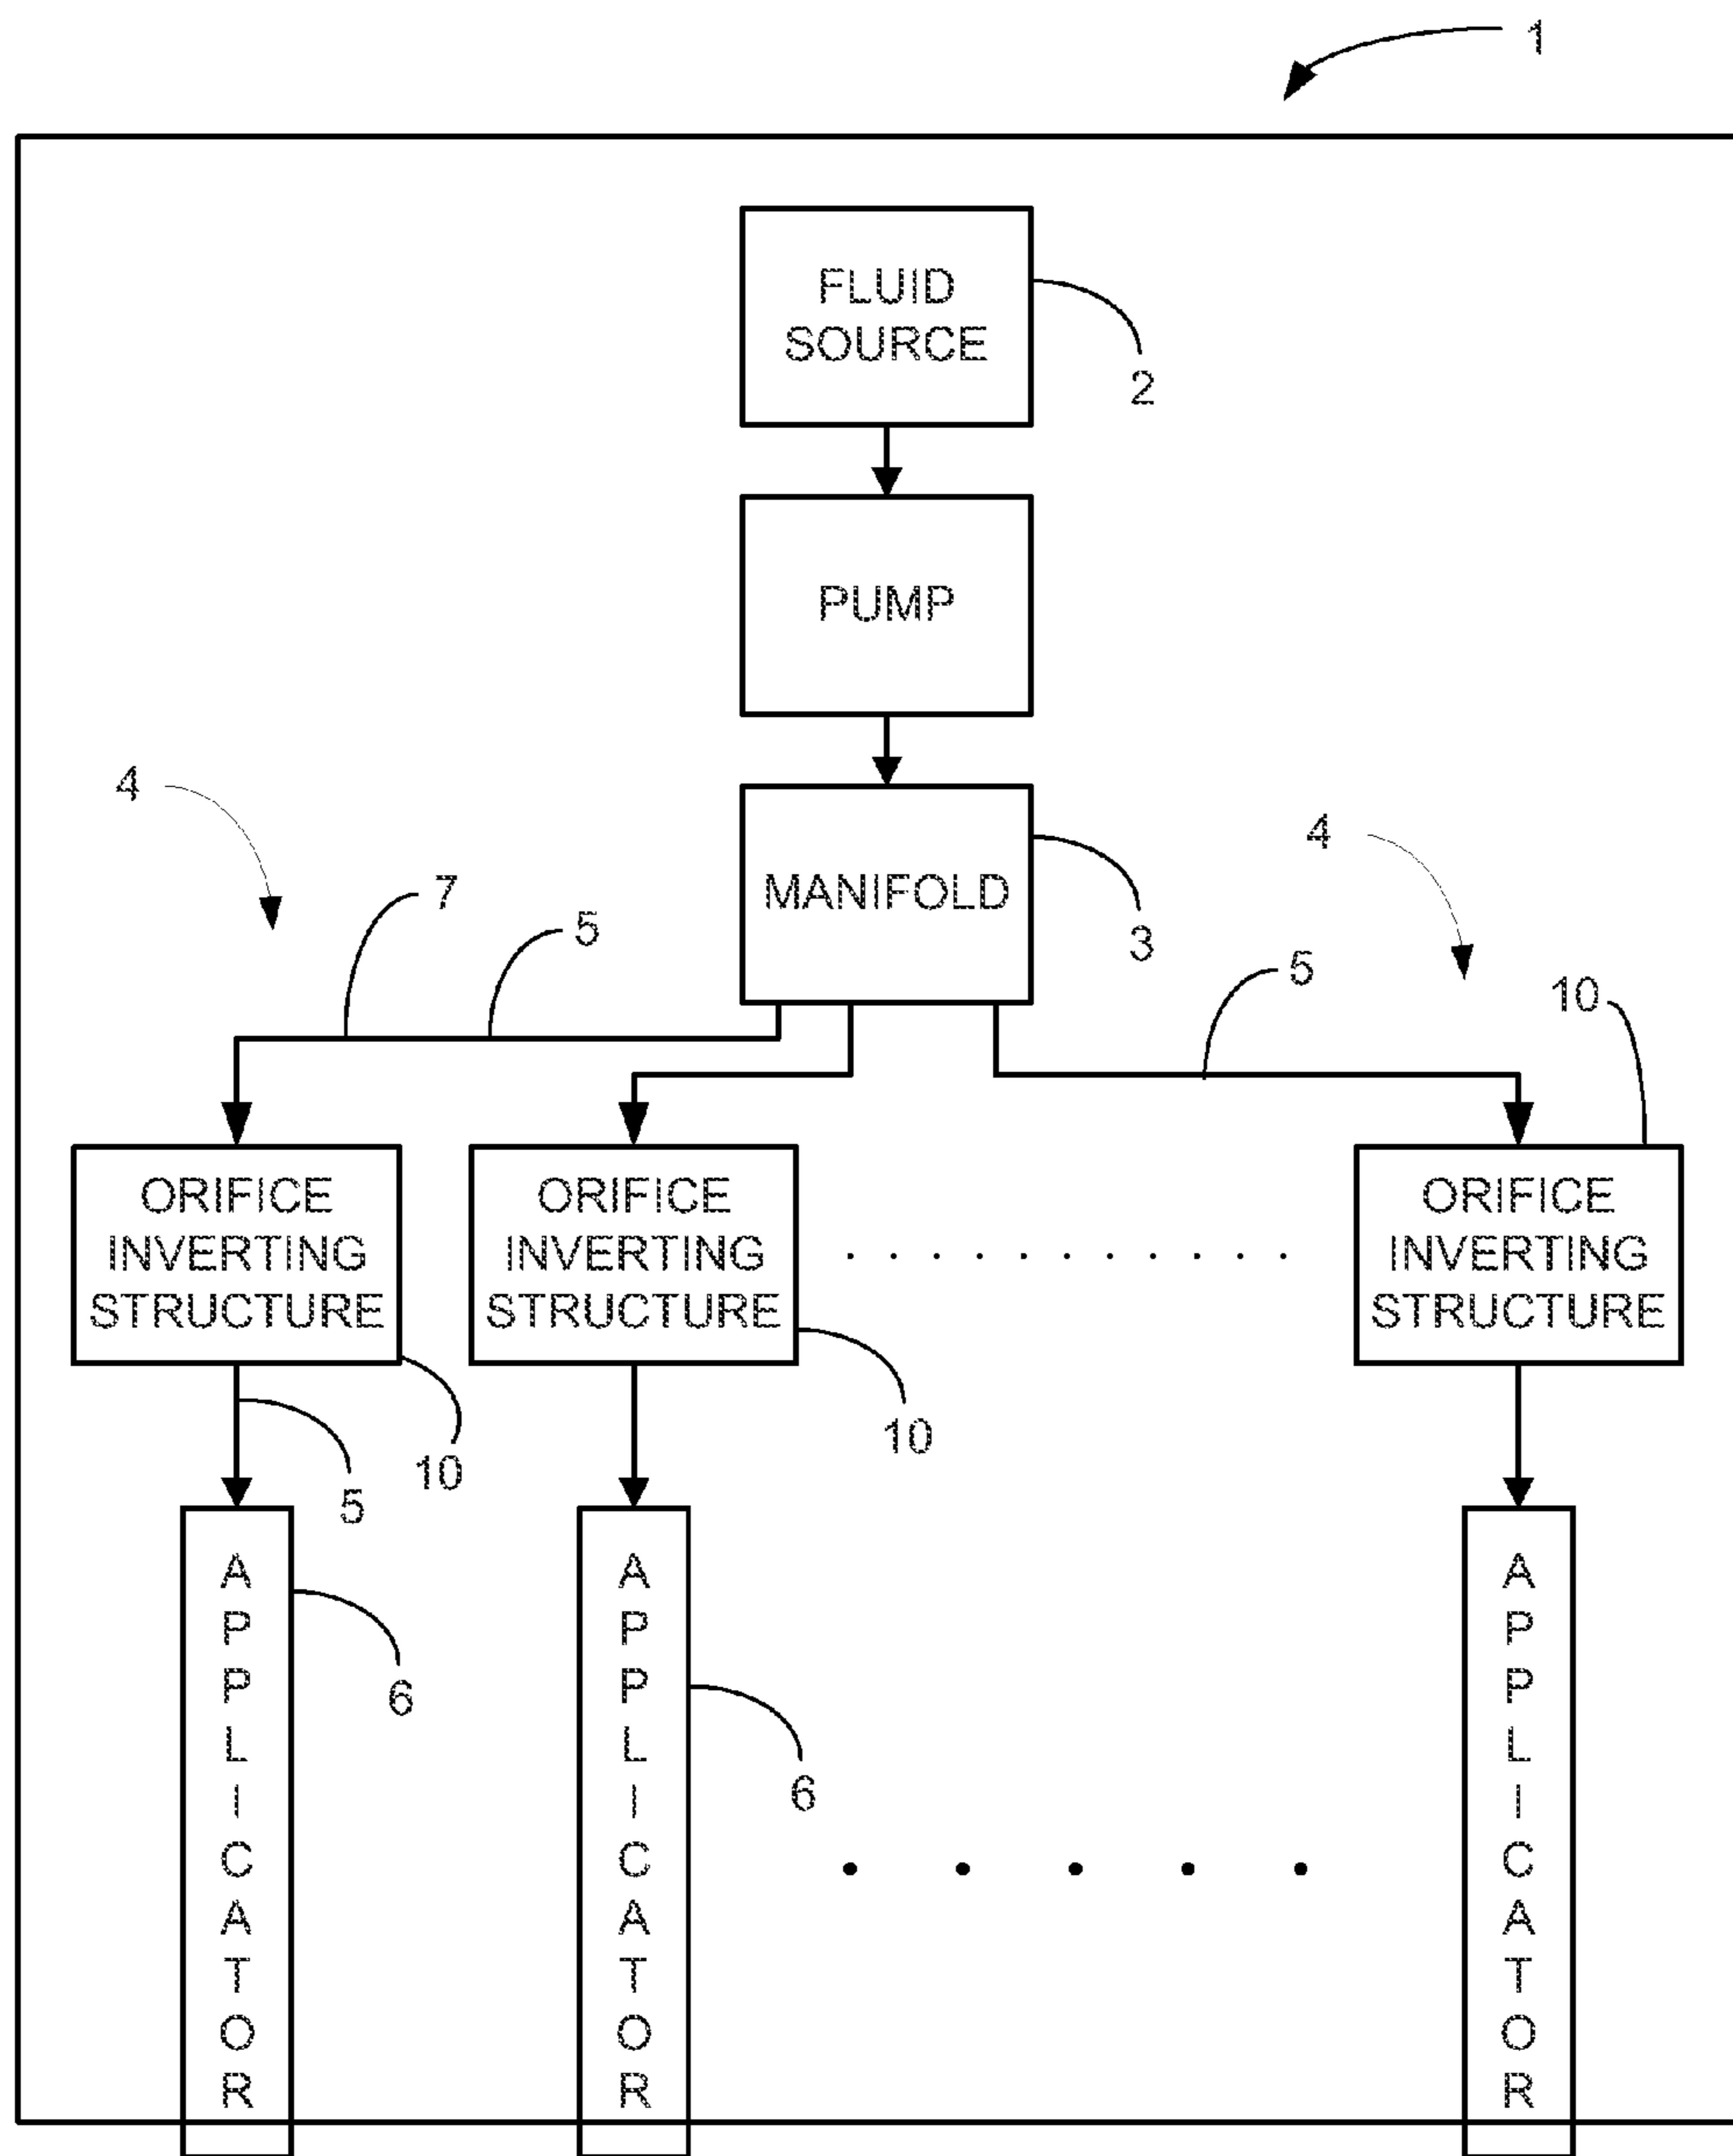 1
FLUID
SOURCE
2
PUMP
4
MANIFOLD
3
4
7
5
5
10
ORIFICE
INVERTING
STRUCTURE
ORIFICE
INVERTING
STRUCTURE
ORIFICE
INVERTING
STRUCTURE
10
10
5
APPLICATOR
6
APPLICATOR
6
APPLICATOR